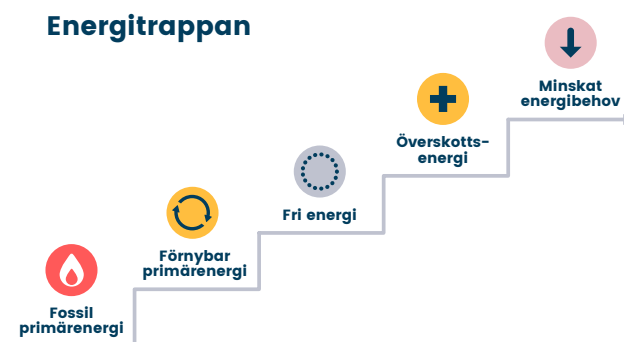 Energitrappan
Minskat
energibehov
Överskotts-
energi
Fri energi
Förnybar
primärenergi
Fossil
primärenergi